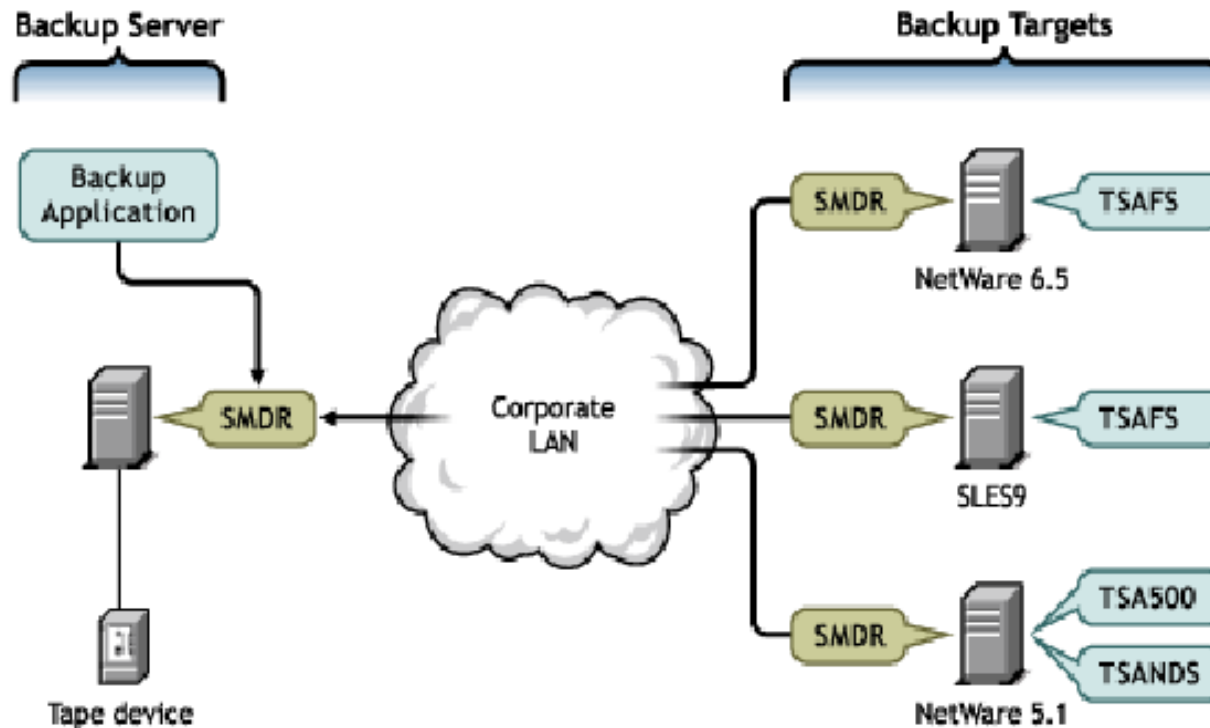 Backup Server
Backup Targets
Backup
Application
SMDR
TSAFS
NetWare 6.5
SMDR
Corporate
LAN
SMDR
TSAFS
SLES9
TSA500
SMDR
TSANDS
Tape device
NetWare 5.1